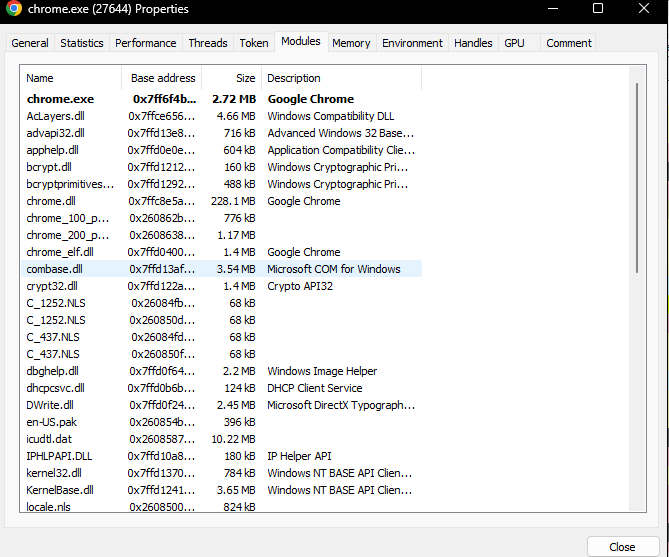 chrome.exe (27644) Properties
General Statistics Performance Threads Token Modules Memory Environment Handles GPU Comment
Name Base address Size Description
chrome.exe 0x7ff6f4b... 2.72 MB Google Chrome
AcLayers.dll 0x7ffce656... 4.66 MB Windows Compatibility DLL
advapi32.dll 0x7ffd13e8... 716 kB Advanced Windows 32 Base...
apphelp.dll 0x7ffd0e0e... 604 kB Application Compatibility Clie...
bcrypt.dll 0x7ffd1212... 160 kB Windows Cryptographic Pri...
bcryptprimitives... 0x7ffd1292... 488 kB Windows Cryptographic Pri...
chrome.dll 0x7ffc8e5a... 228.1 MB Google Chrome
chrome_100_p... 0x260862b... 776 kB
chrome_200_p... 0x2608638... 1.17 MB
chrome_elf.dll 0x7ffd0400... 1.4 MB Google Chrome
combase.dll 0x7ffd13af... 3.54 MB Microsoft COM for Windows
crypt32.dll 0x7ffd122a... 1.4 MB Crypto API32
C_1252.NLS 0x26084fb... 68 kB
C_1252.NLS 0x260850d... 68 kB
C_437.NLS 0x26084fd... 68 kB
C_437.NLS 0x260850f... 68 kB
dbghelp.dll 0x7ffd0f64... 2.2 MB Windows Image Helper
dhcpcsvc.dll 0x7ffd0b6b... 124 kB DHCP Client Service
DWrite.dll 0x7ffd0f24... 2.45 MB Microsoft DirectX Typograph...
en-US.pak 0x260854b... 396 kB
icudtl.dat 0x2608587... 10.22 MB
IPHLPAPI.DLL 0x7ffd10a8... 180 kB IP Helper API
kernel32.dll 0x7ffd1370... 784 kB Windows NT BASE API Clien...
KernelBase.dll 0x7ffd1241... 3.65 MB Windows NT BASE API Clien...
locale.nls 0x2608500... 824 kB
Close